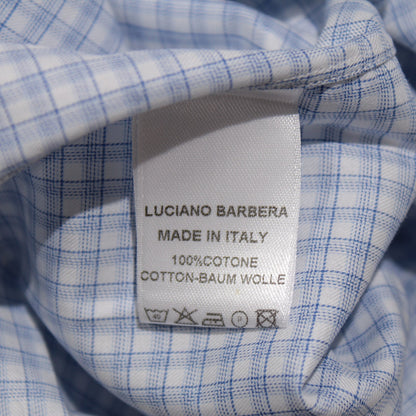 LUCIANO BARBERA
MADE IN ITALY
100%COTONE
COTTON-BAUM WOLLE